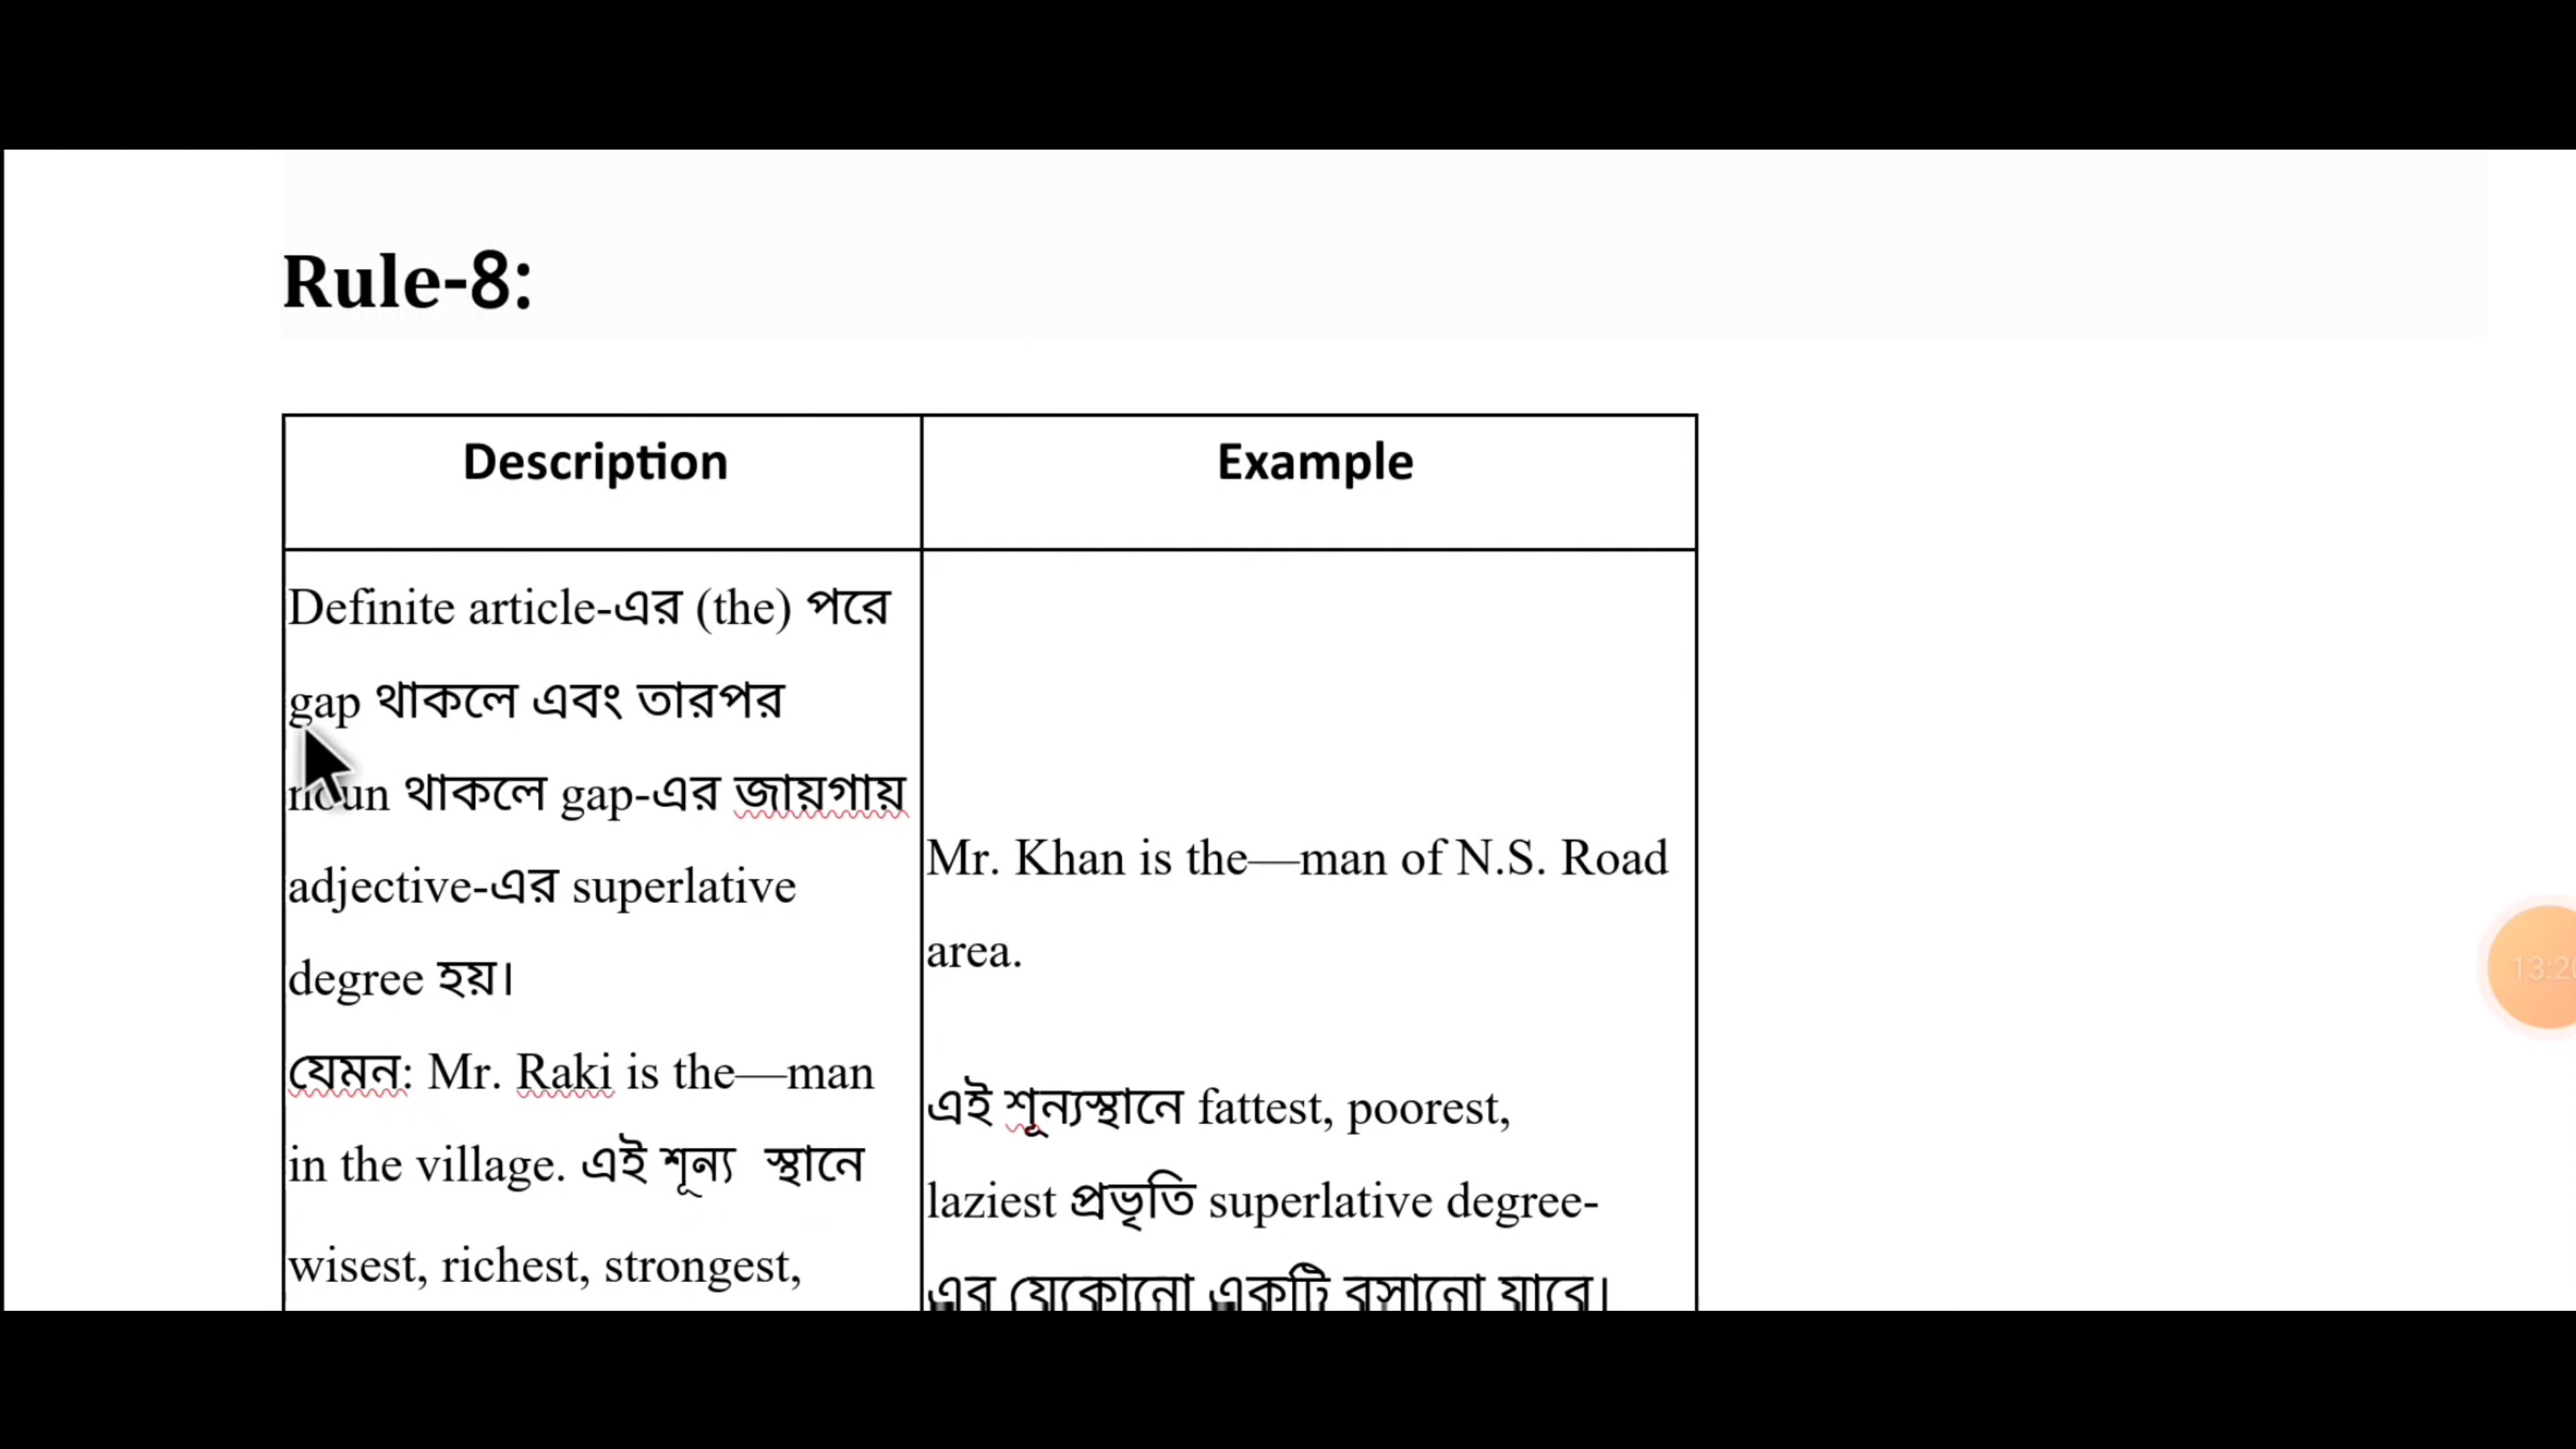 Rule-8:
Description
Example
Definite article-এর (the) পরে
gap থাকলে এবং তারপর
noun থাকলে gap-এর জায়গায়
adjective-এর superlative
degree হয়।
যেমন: Mr. Raki is the—man
in the village. এই শূন্য স্থানে
wisest, richest, strongest,
Mr. Khan is the—man of N.S. Road
area.
এই শূন্যস্থানে fattest, poorest,
laziest প্রভৃতি superlative degree-
এর যেকোনো একটি বসানো যাবে।